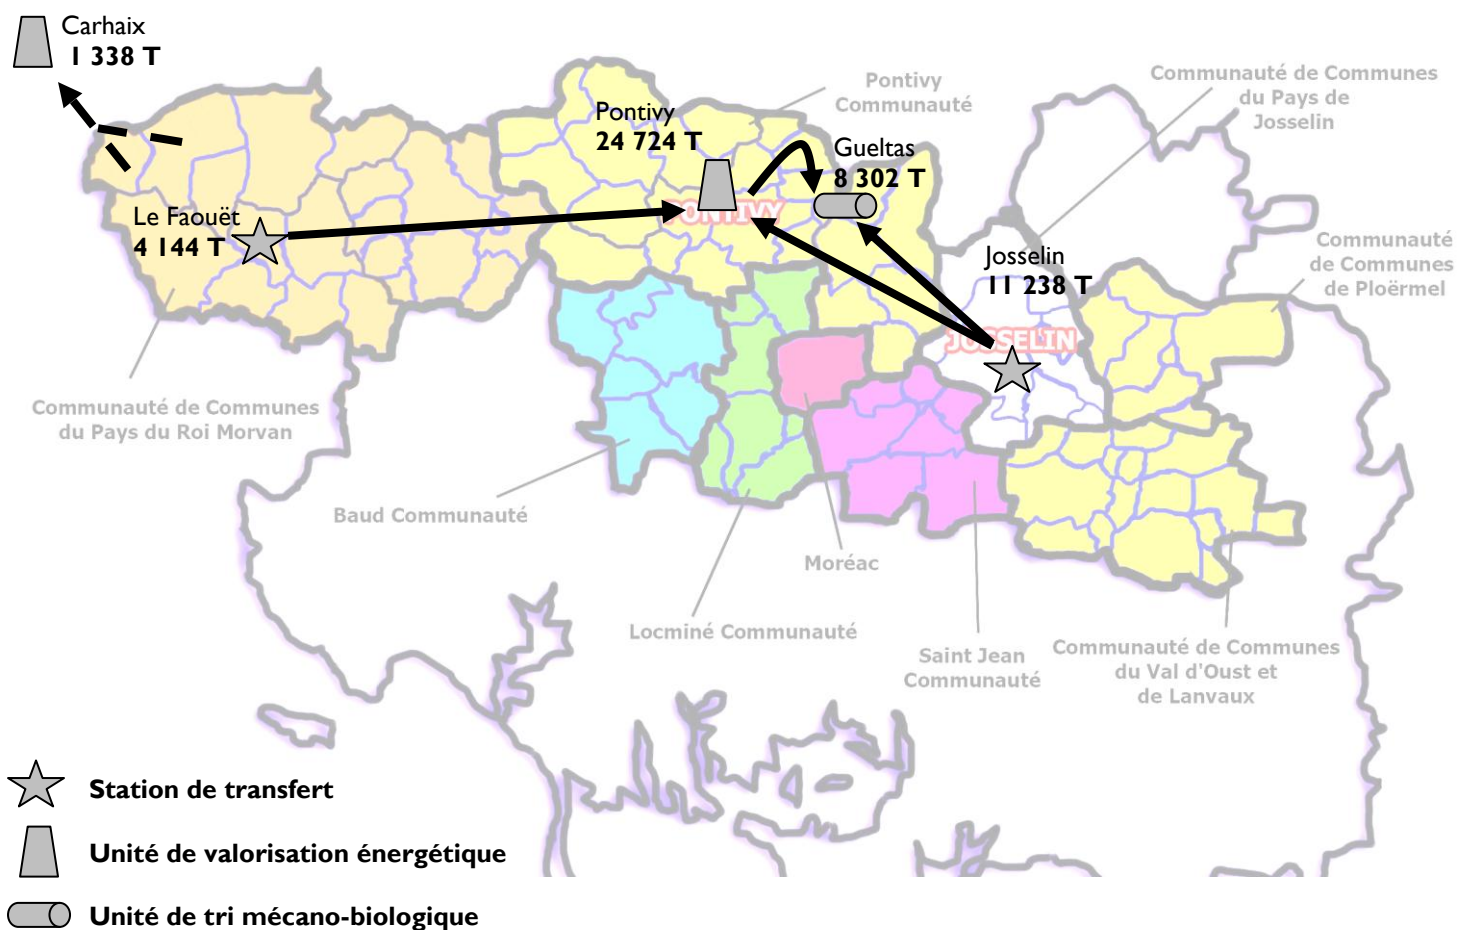 Carhaix
1 338 T
Pontivy
Communauté
Communauté de Communes
du Pays de
Josselin
Pontivy
24 724 T
Gueltas
8 302 T
Le Faouët
4 144 T
PONTIVY
Josselin
11 238 T
Communauté
de Communes
de Ploërmel
JOSSELIN
Communauté de Communes
du Pays du Roi Morvan
Baud Communauté
Moréac
Locminé Communauté
Saint Jean
Communauté
Communauté de Communes
du Val d'Oust et
de Lanvaux
Station de transfert
Unité de valorisation énergétique
Unité de tri mécano-biologique